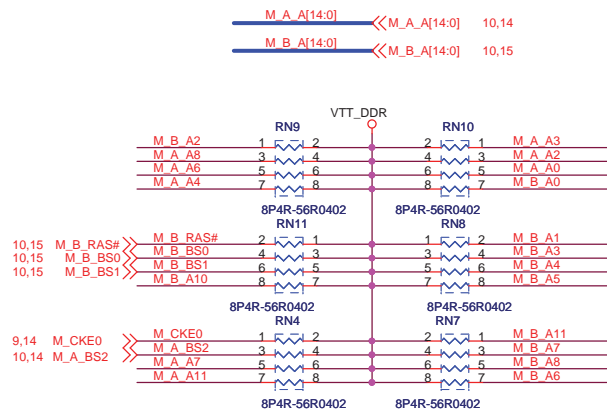 M_A_A[14:0] M_A_A[14:0] 10,14
M_B_A[14:0] M_B_A[14:0] 10,15
VTT_DDR
RN9 RN10
M_B_A2 1 2 2 1 M_A_A3
M_A_A8 3 4 4 3 M_A_A2
M_A_A6 5 6 6 5 M_A_A0
M_A_A4 7 8 8 7 M_B_A0
8P4R-56R0402 8P4R-56R0402
RN11 RN8
10,15 M_B_RAS# M_B_RAS# 2 1 2 1 M_B_A1
10,15 M_B_BS0 M_B_BS0 4 3 4 3 M_B_A3
10,15 M_B_BS1 M_B_BS1 6 5 6 5 M_B_A4
M_B_A10 8 7 8 7 M_B_A5
8P4R-56R0402 8P4R-56R0402
RN4 RN7
9,14 M_CKE0 M_CKE0 1 2 2 1 M_B_A11
10,14 M_A_BS2 M_A_BS2 3 4 4 3 M_B_A7
M_A_A7 5 6 6 5 M_B_A8
M_A_A11 7 8 8 7 M_B_A6
8P4R-56R0402 8P4R-56R0402